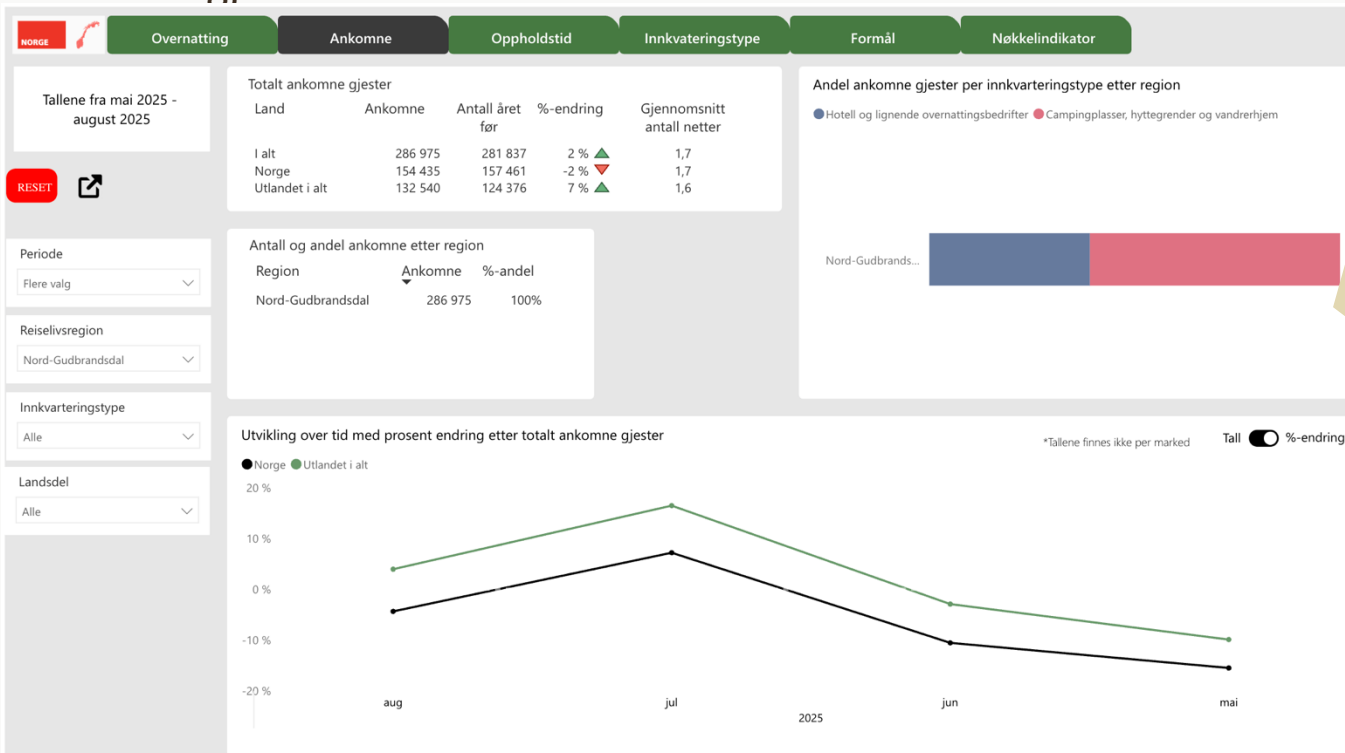 NORGE
Overnatting
Ankomne
Oppholdstid
Innkvateringstype
Formål
Nøkkelindikator
Tallene fra mai 2025 -
august 2025
RESET
Periode
Flere valg
Reiselivsregion
Nord-Gudbrandsdal
Innkvarteringstype
Alle
Landsdel
Alle
Totalt ankomne gjester
Land Ankomne Antall året før %-endring Gjennomsnitt antall netter
I alt 286 975 281 837 2 % 1,7
Norge 154 435 157 461 -2 % 1,7
Utlandet i alt 132 540 124 376 7 % 1,6
Antall og andel ankomne etter region
Region Ankomne %-andel
Nord-Gudbrandsdal 286 975 100%
Andel ankomne gjester per innkvarteringstype etter region
Hotell og lignende overnattingsbedrifter Campingplasser, hyttegrender og vandrerhjem
Nord-Gudbrands...
Utvikling over tid med prosent endring etter totalt ankomne gjester
*Tallene finnes ikke per marked
Tall %-endring
Norge Utlandet i alt
20 %
10 %
0 %
-10 %
-20 %
aug jul jun mai
2025